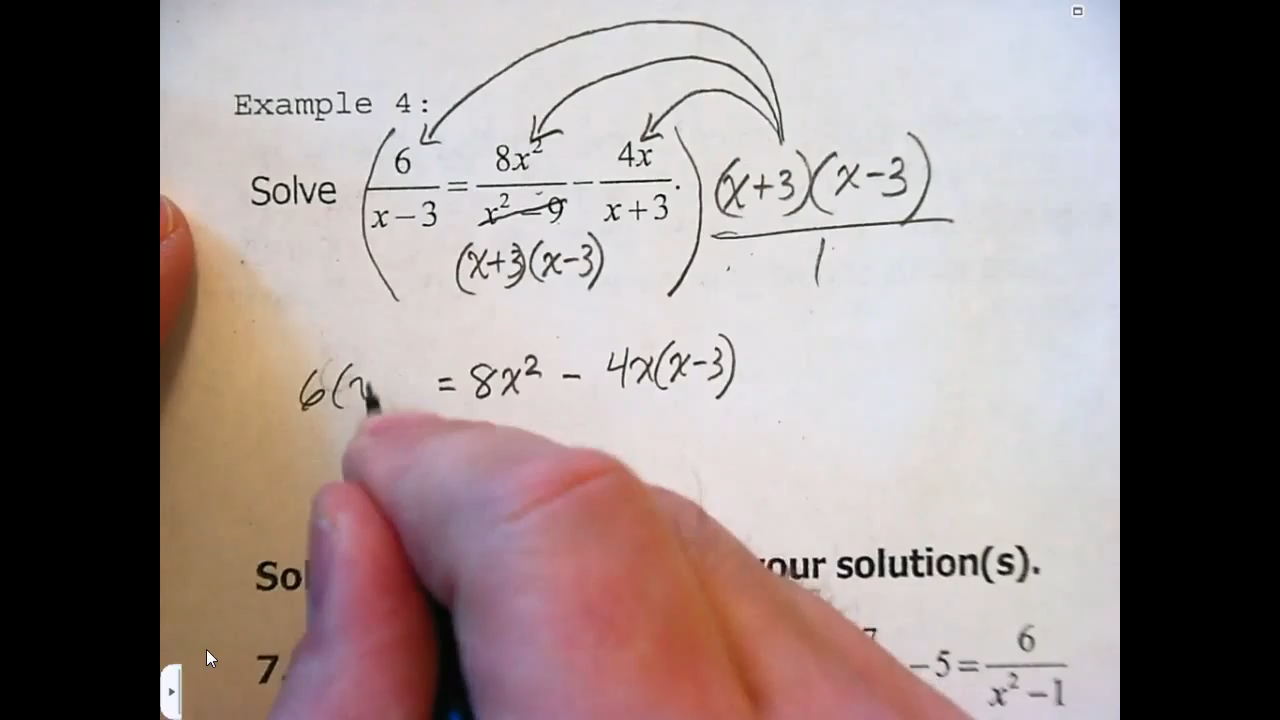 Example 4:
Solve ( 6/(x − 3) = 8x²/(x² − 9) − 4x/(x + 3). ) (x+3)(x−3)/1
(x+3)(x−3)
6(x = 8x² − 4x(x−3)
your solution(s).
7.
−5 = 6/(x² − 1)